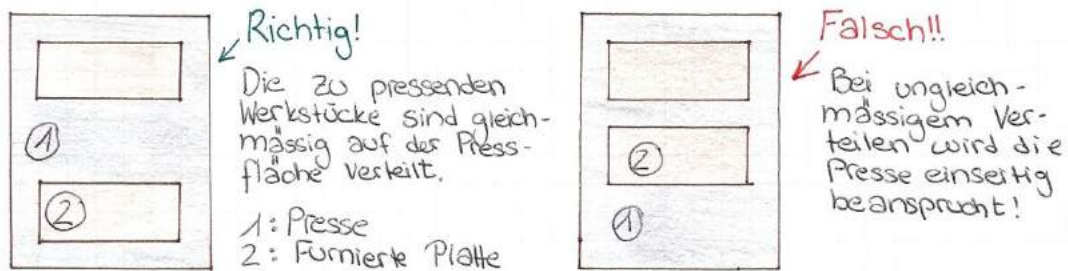 Richtig!
Die zu pressenden
Werkstücke sind gleich-
mässig auf der Press-
fläche verteilt.
1: Presse
2: Furnierte Platte
1
2
Falsch!!
Bei ungleich-
mässigem Ver-
teilen wird die
Presse einseitig
beansprucht!
2
1